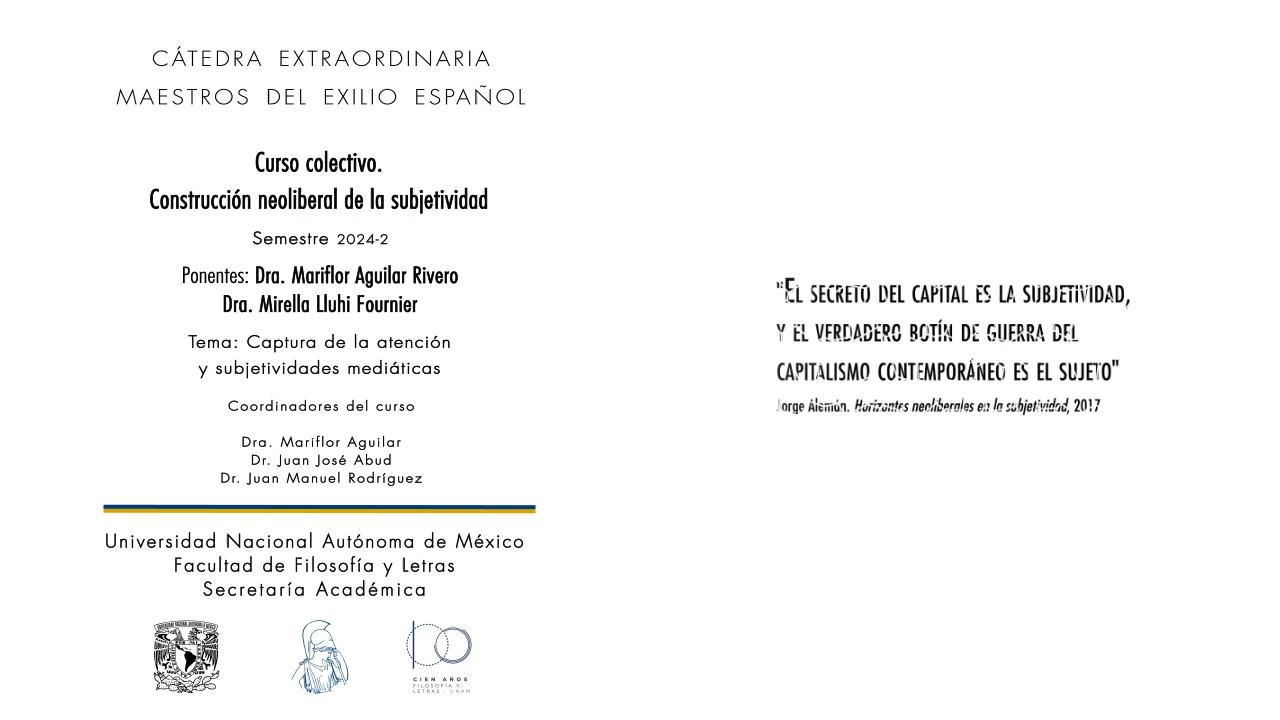 CÁTEDRA EXTRAORDINARIA
MAESTROS DEL EXILIO ESPAÑOL
Curso colectivo.
Construcción neoliberal de la subjetividad
Semestre 2024-2
Ponentes: Dra. Mariflor Aguilar Rivero
Dra. Mirella Lluhi Fournier
Tema: Captura de la atención
y subjetividades mediáticas
Coordinadores del curso
Dra. Mariflor Aguilar
Dr. Juan José Abud
Dr. Juan Manuel Rodríguez
Universidad Nacional Autónoma de México
Facultad de Filosofía y Letras
Secretaría Académica
CIEN AÑOS
FILOSOFÍA Y
LETRAS · UNAM
"EL SECRETO DEL CAPITAL ES LA SUBJETIVIDAD,
Y EL VERDADERO BOTÍN DE GUERRA DEL
CAPITALISMO CONTEMPORÁNEO ES EL SUJETO"
Jorge Alemán. Horizontes neoliberales en la subjetividad, 2017